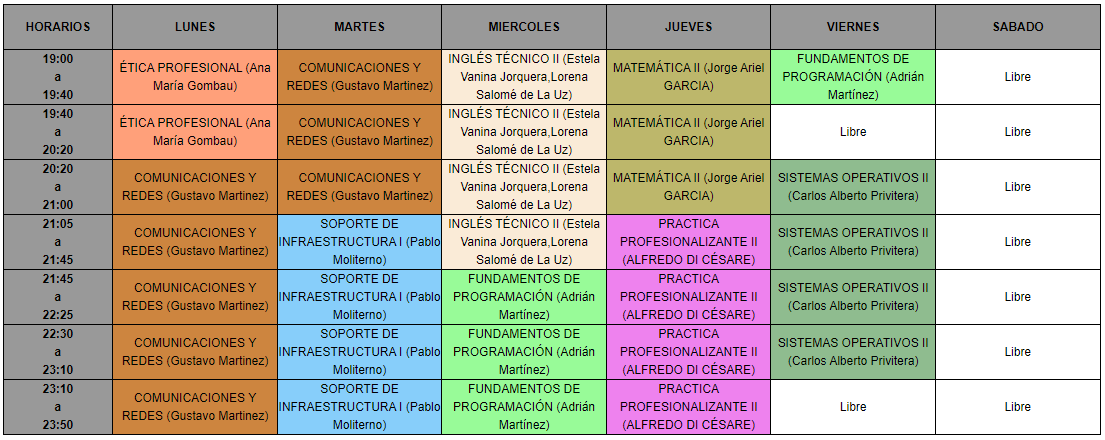 HORARIOS LUNES MARTES MIERCOLES JUEVES VIERNES SABADO
19:00
a
19:40
ÉTICA PROFESIONAL (Ana
María Gombau)
COMUNICACIONES Y
REDES (Gustavo Martinez)
INGLÉS TÉCNICO II (Estela
Vanina Jorquera,Lorena
Salomé de La Uz)
MATEMÁTICA II (Jorge Ariel
GARCIA)
FUNDAMENTOS DE
PROGRAMACIÓN (Adrián
Martínez)
Libre
19:40
a
20:20
ÉTICA PROFESIONAL (Ana
María Gombau)
COMUNICACIONES Y
REDES (Gustavo Martinez)
INGLÉS TÉCNICO II (Estela
Vanina Jorquera,Lorena
Salomé de La Uz)
MATEMÁTICA II (Jorge Ariel
GARCIA)
Libre
Libre
20:20
a
21:00
COMUNICACIONES Y
REDES (Gustavo Martinez)
COMUNICACIONES Y
REDES (Gustavo Martinez)
INGLÉS TÉCNICO II (Estela
Vanina Jorquera,Lorena
Salomé de La Uz)
MATEMÁTICA II (Jorge Ariel
GARCIA)
SISTEMAS OPERATIVOS II
(Carlos Alberto Privitera)
Libre
21:05
a
21:45
COMUNICACIONES Y
REDES (Gustavo Martinez)
SOPORTE DE
INFRAESTRUCTURA I (Pablo
Moliterno)
INGLÉS TÉCNICO II (Estela
Vanina Jorquera,Lorena
Salomé de La Uz)
PRACTICA
PROFESIONALIZANTE II
(ALFREDO DI CÉSARE)
SISTEMAS OPERATIVOS II
(Carlos Alberto Privitera)
Libre
21:45
a
22:25
COMUNICACIONES Y
REDES (Gustavo Martinez)
SOPORTE DE
INFRAESTRUCTURA I (Pablo
Moliterno)
FUNDAMENTOS DE
PROGRAMACIÓN (Adrián
Martínez)
PRACTICA
PROFESIONALIZANTE II
(ALFREDO DI CÉSARE)
SISTEMAS OPERATIVOS II
(Carlos Alberto Privitera)
Libre
22:30
a
23:10
COMUNICACIONES Y
REDES (Gustavo Martinez)
SOPORTE DE
INFRAESTRUCTURA I (Pablo
Moliterno)
FUNDAMENTOS DE
PROGRAMACIÓN (Adrián
Martínez)
PRACTICA
PROFESIONALIZANTE II
(ALFREDO DI CÉSARE)
SISTEMAS OPERATIVOS II
(Carlos Alberto Privitera)
Libre
23:10
a
23:50
COMUNICACIONES Y
REDES (Gustavo Martinez)
SOPORTE DE
INFRAESTRUCTURA I (Pablo
Moliterno)
FUNDAMENTOS DE
PROGRAMACIÓN (Adrián
Martínez)
PRACTICA
PROFESIONALIZANTE II
(ALFREDO DI CÉSARE)
Libre
Libre